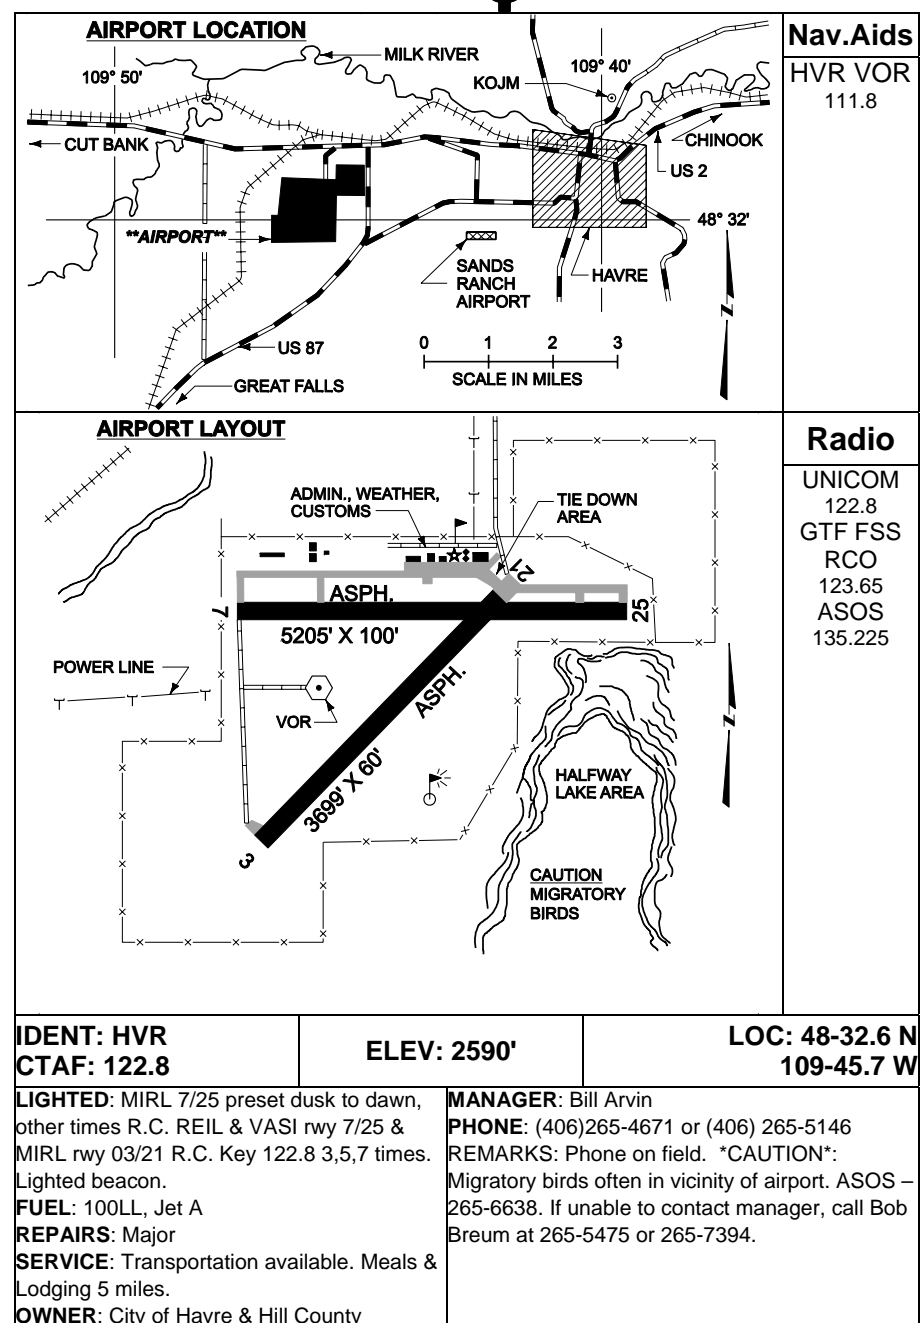 AIRPORT LOCATION
MILK RIVER
109° 50'
109° 40'
KOJM
CUT BANK
CHINOOK
US 2
48° 32'
**AIRPORT**
SANDS
RANCH
AIRPORT
HAVRE
N
US 87
GREAT FALLS
0 1 2 3
SCALE IN MILES
Nav.Aids
HVR VOR
111.8
AIRPORT LAYOUT
ADMIN., WEATHER,
CUSTOMS
TIE DOWN
AREA
21
7
ASPH.
25
5205' X 100'
POWER LINE
ASPH.
VOR
N
3699' X 60'
HALFWAY
LAKE AREA
3
CAUTION
MIGRATORY
BIRDS
Radio
UNICOM
122.8
GTF FSS
RCO
123.65
ASOS
135.225
IDENT: HVR
CTAF: 122.8
ELEV: 2590'
LOC: 48-32.6 N
109-45.7 W
LIGHTED: MIRL 7/25 preset dusk to dawn,
other times R.C. REIL & VASI rwy 7/25 &
MIRL rwy 03/21 R.C. Key 122.8 3,5,7 times.
Lighted beacon.
FUEL: 100LL, Jet A
REPAIRS: Major
SERVICE: Transportation available. Meals &
Lodging 5 miles.
OWNER: City of Havre & Hill County
MANAGER: Bill Arvin
PHONE: (406)265-4671 or (406) 265-5146
REMARKS: Phone on field. *CAUTION*:
Migratory birds often in vicinity of airport. ASOS –
265-6638. If unable to contact manager, call Bob
Breum at 265-5475 or 265-7394.